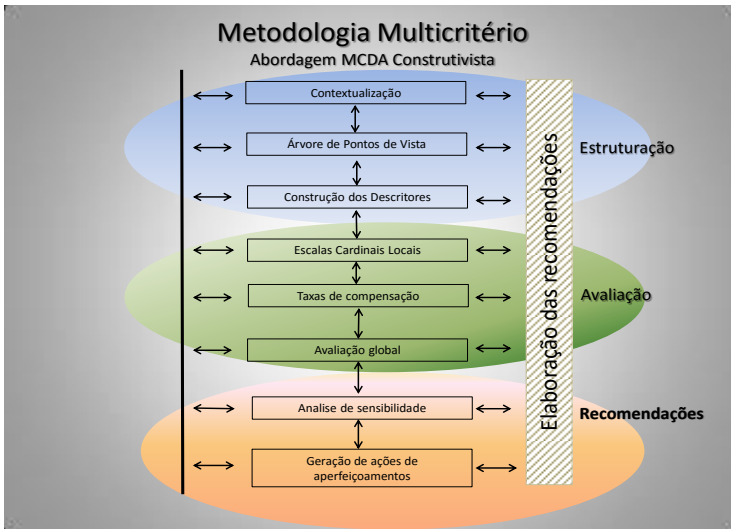 Metodologia Multicritério
Abordagem MCDA Construtivista
Contextualização
Árvore de Pontos de Vista
Estruturação
Construção dos Descritores
Escalas Cardinais Locais
Taxas de compensação
Avaliação
Avaliação global
Analise de sensibilidade
Recomendações
Geração de ações de
aperfeiçoamentos
Elaboração das recomendações